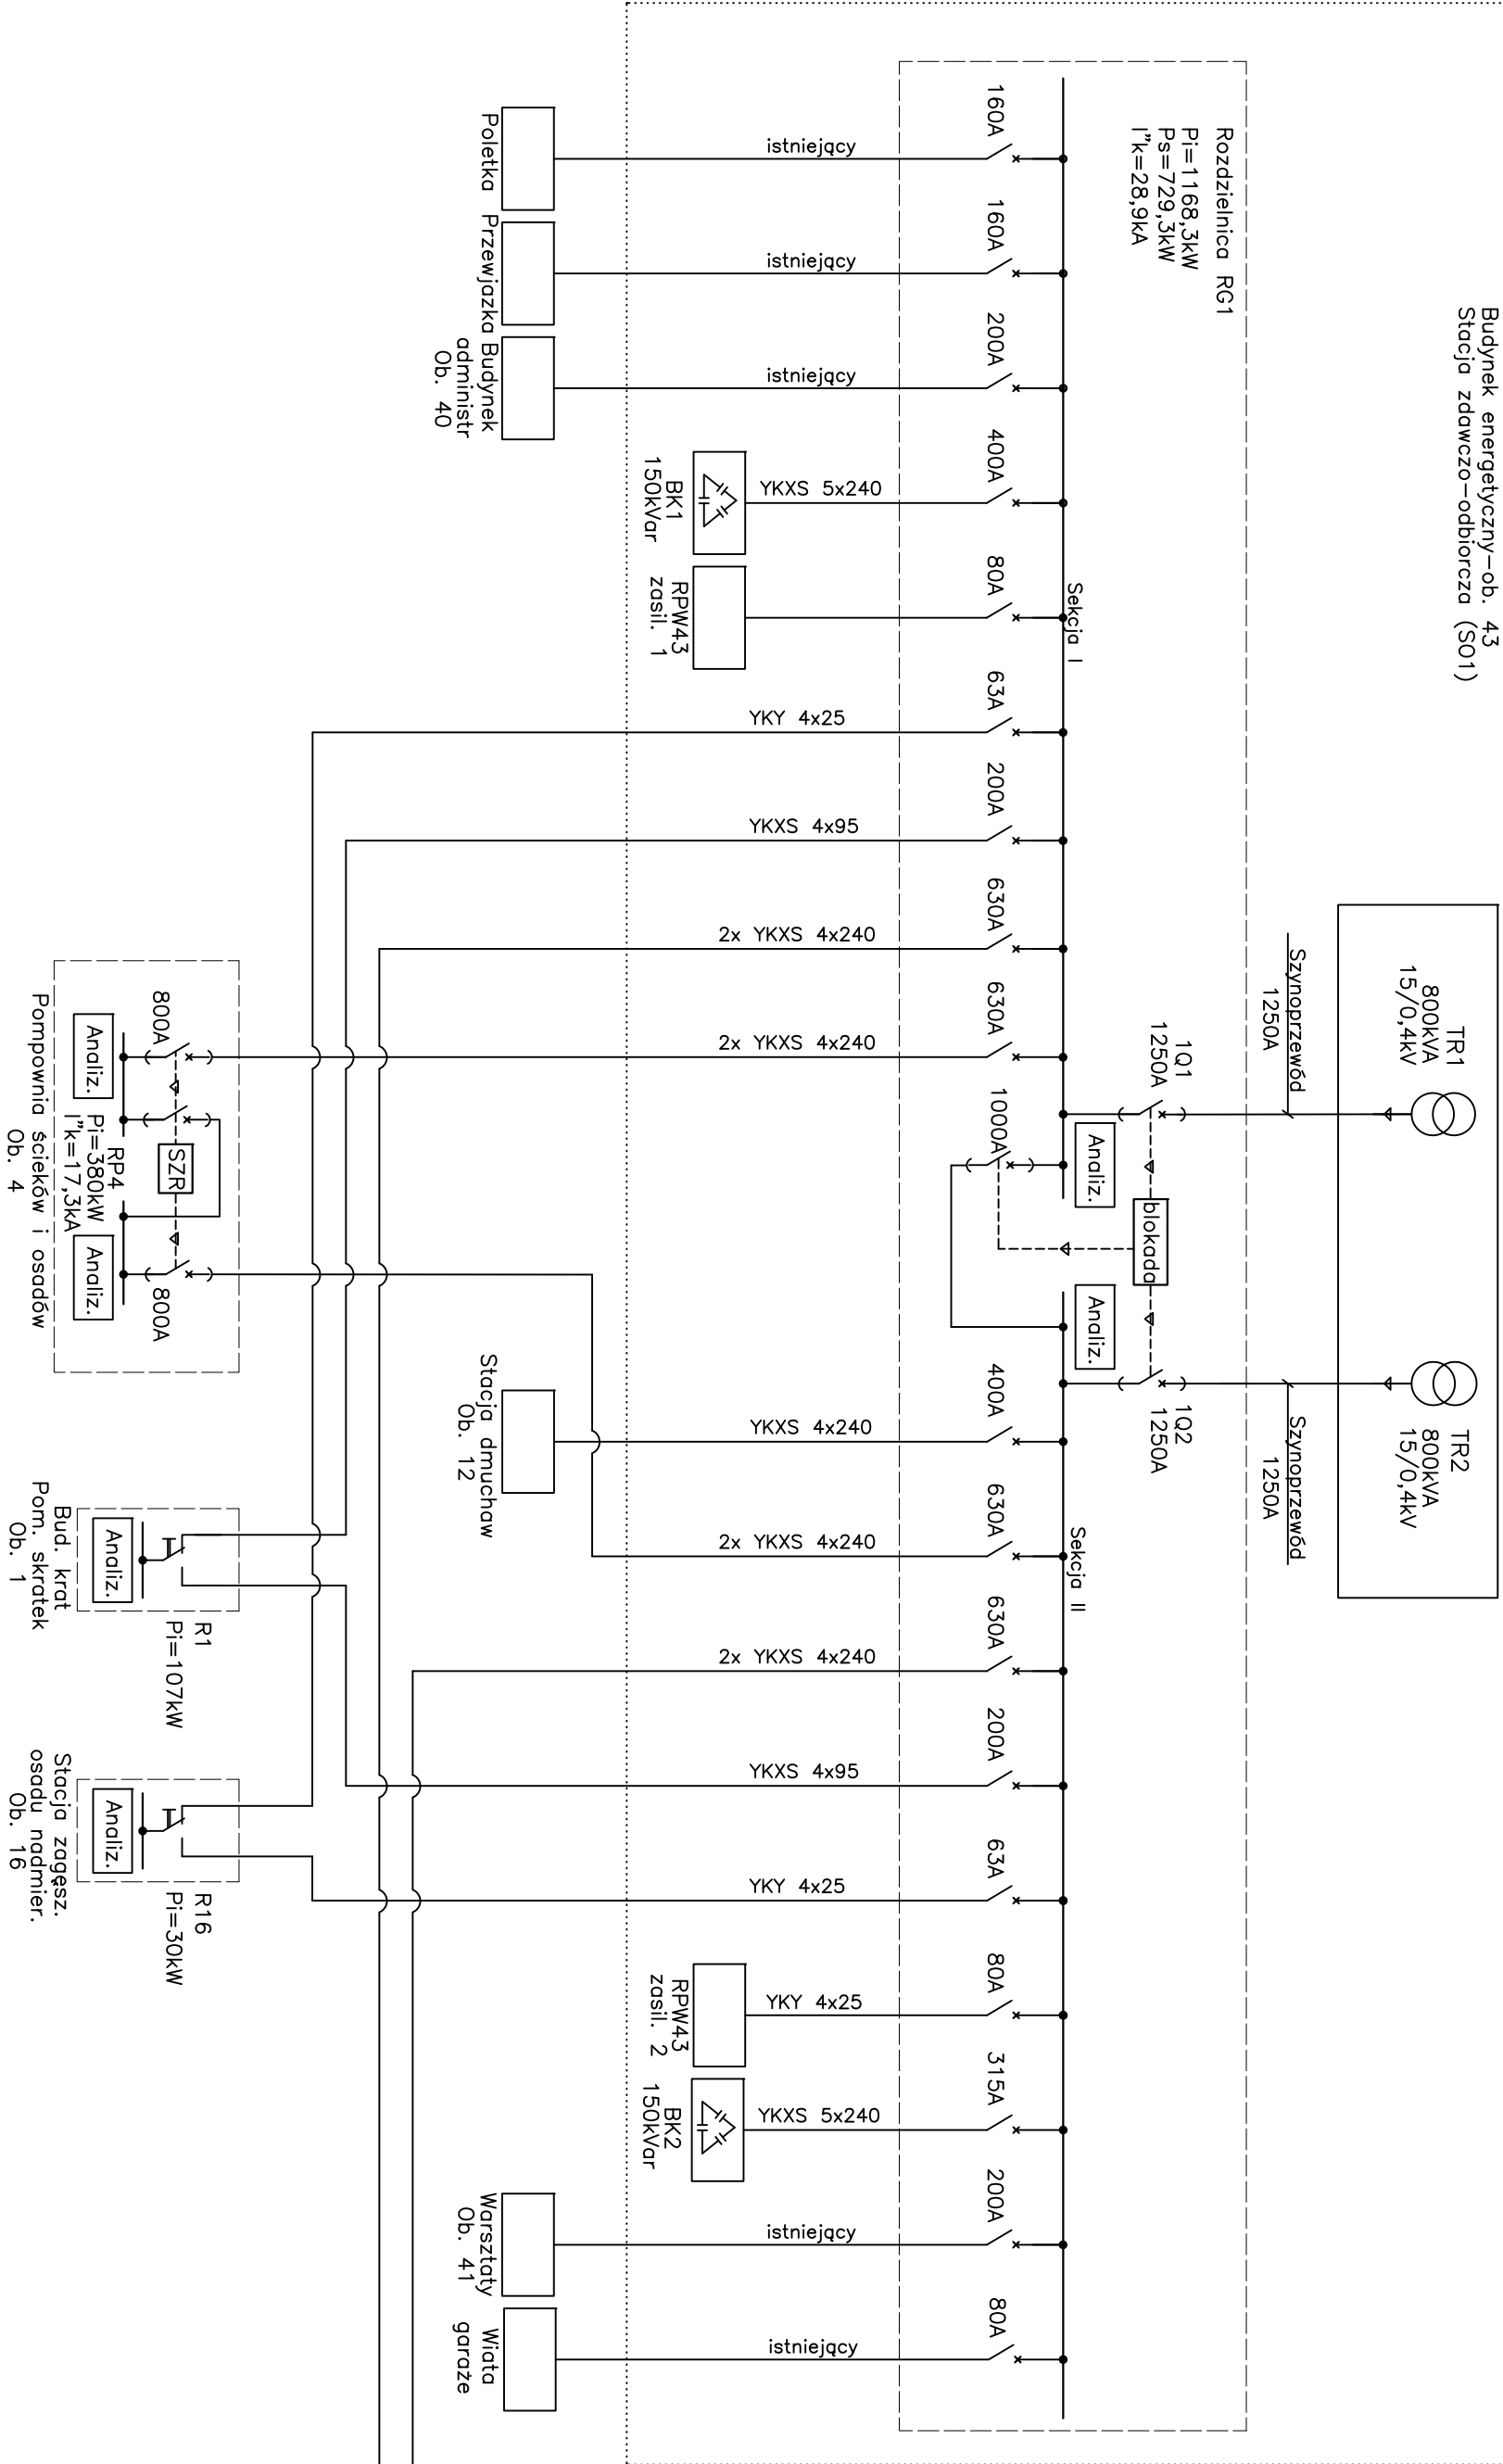 Budynek energetyczny-ob. 43
Stacja zdawczo-odbiorcza (SO1)
TR1
800kVA
15/0,4kV
TR2
800kVA
15/0,4kV
Szynoprzewód
1250A
Szynoprzewód
1250A
Rozdzielnica RG1
Pi=1168,3kW
Ps=729,3kW
I"k=28,9kA
1Q1
1250A
blokada
1Q2
1250A
Analiz.
Analiz.
Sekcja I
Sekcja II
160A
160A
200A
400A
80A
63A
200A
630A
630A
1000A
400A
630A
630A
200A
63A
80A
315A
200A
80A
istniejący
istniejący
istniejący
YKXS 5x240
YKY 4x25
YKXS 4x95
2x YKXS 4x240
2x YKXS 4x240
YKXS 4x240
2x YKXS 4x240
2x YKXS 4x240
YKXS 4x95
YKY 4x25
YKY 4x25
YKXS 5x240
istniejący
istniejący
BK1
150kVar
RPW43
zasil. 1
RPW43
zasil. 2
BK2
150kVar
Poletka
Przewjazka
Budynek
administr
Ob. 40
Stacja dmuchaw
Ob. 12
Warsztaty
Ob. 41
Wiata
garaże
800A
SZR
800A
Analiz.
RP4
Pi=380kW
I"k=17,3kA
Analiz.
Pompownia ścieków i osadów
Ob. 4
R1
Pi=107kW
Analiz.
Bud. krat
Pom. skratek
Ob. 1
R16
Pi=30kW
Analiz.
Stacja zagęsz.
osadu nadmier.
Ob. 16